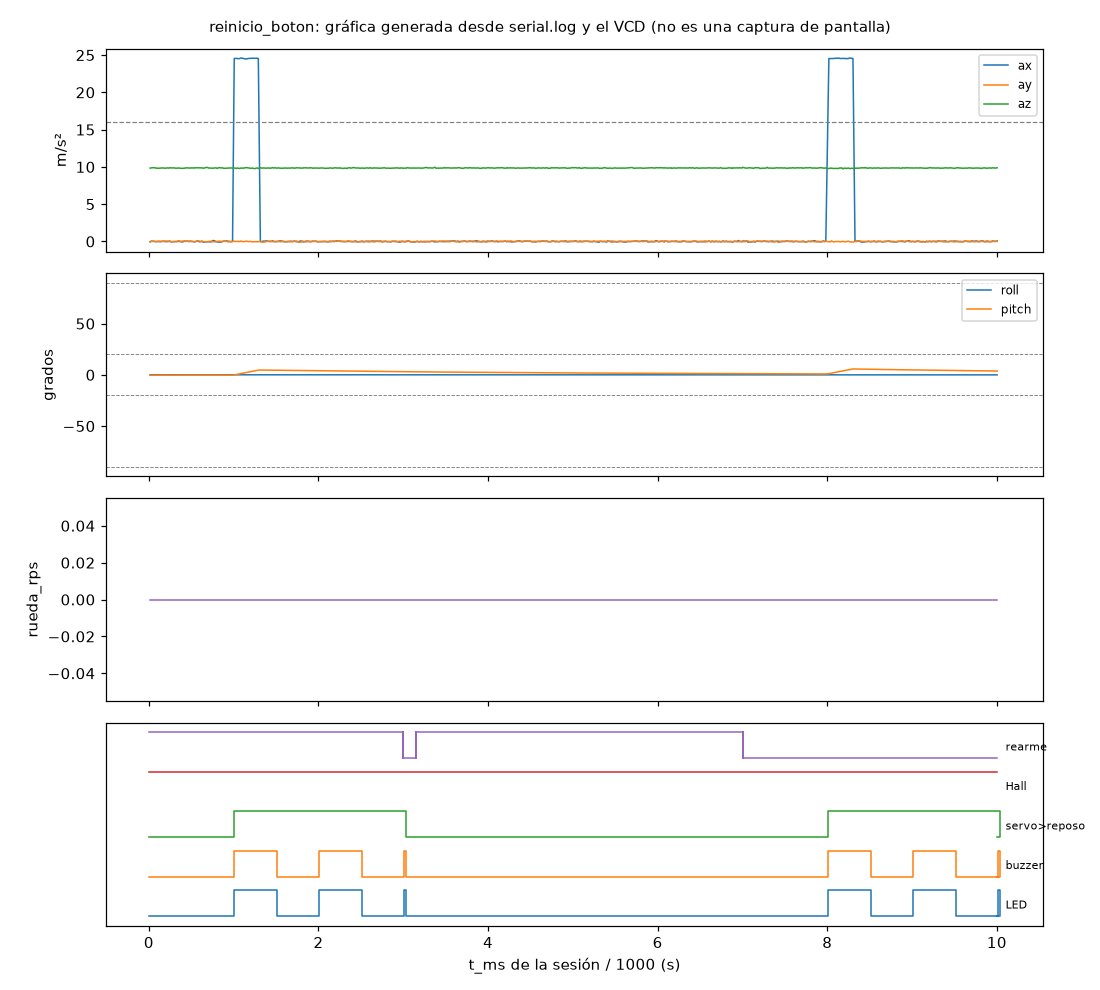 reinicio_boton: gráfica generada desde serial.log y el VCD (no es una captura de pantalla)
25
20
15
10
5
0
m/s²
ax
ay
az
50
0
−50
grados
roll
pitch
0.04
0.02
0.00
−0.02
−0.04
rueda_rps
rearme
Hall
servo>reposo
buzzer
LED
0
2
4
6
8
10
t_ms de la sesión / 1000 (s)